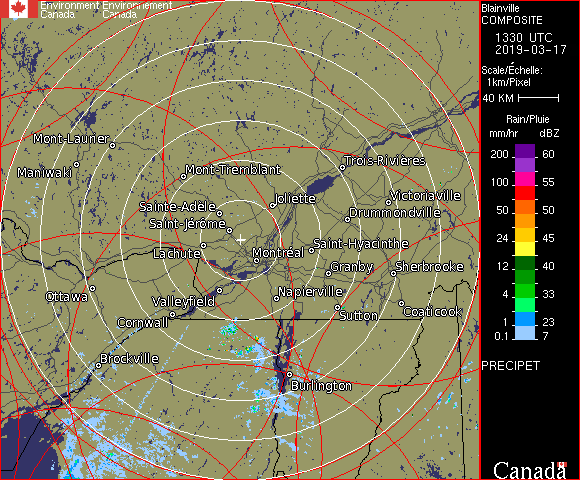 Environment Environnement
Canada Canada
Blainville
COMPOSITE
1330 UTC
2019-03-17
Scale/Échelle:
1km/Pixel
40 KM
Rain/Pluie
mm/hr dBZ
200 60
100 55
50 50
24 45
12 40
4 33
1 23
0.1 7
PRECIPET
Mont-Laurier
Maniwaki
Mont-Tremblant
Trois-Rivières
Joliette
Victoriaville
Sainte-Adèle
Drummondville
Saint-Jérôme
Saint-Hyacinthe
Lachute
Montréal
Granby
Sherbrooke
Ottawa
Valleyfield
Napierville
Cornwall
Sutton
Coaticook
Brockville
Burlington
Canada